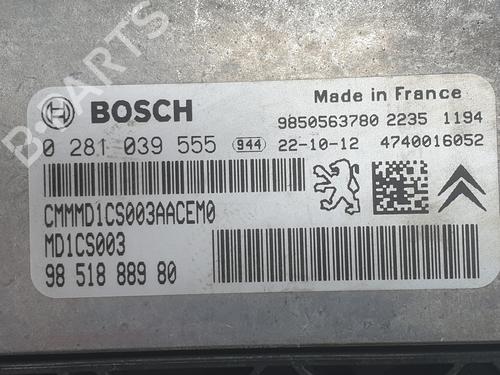 B-PARTS
BOSCH
Made in France
9850563780 2235 1194
0 281 039 555 944 22-10-12 4740016052
CMMMD1CS003AACEM0
MD1CS003
98 518 889 80